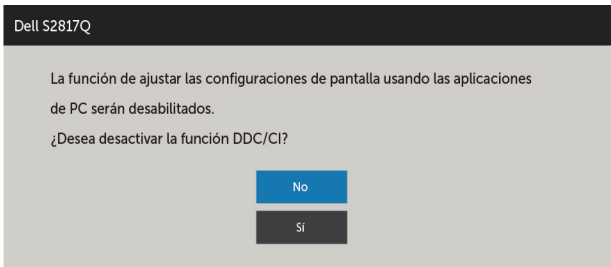 Dell S2817Q
La función de ajustar las configuraciones de pantalla usando las aplicaciones
de PC serán desabilitados.
¿Desea desactivar la función DDC/CI?
No
Sí